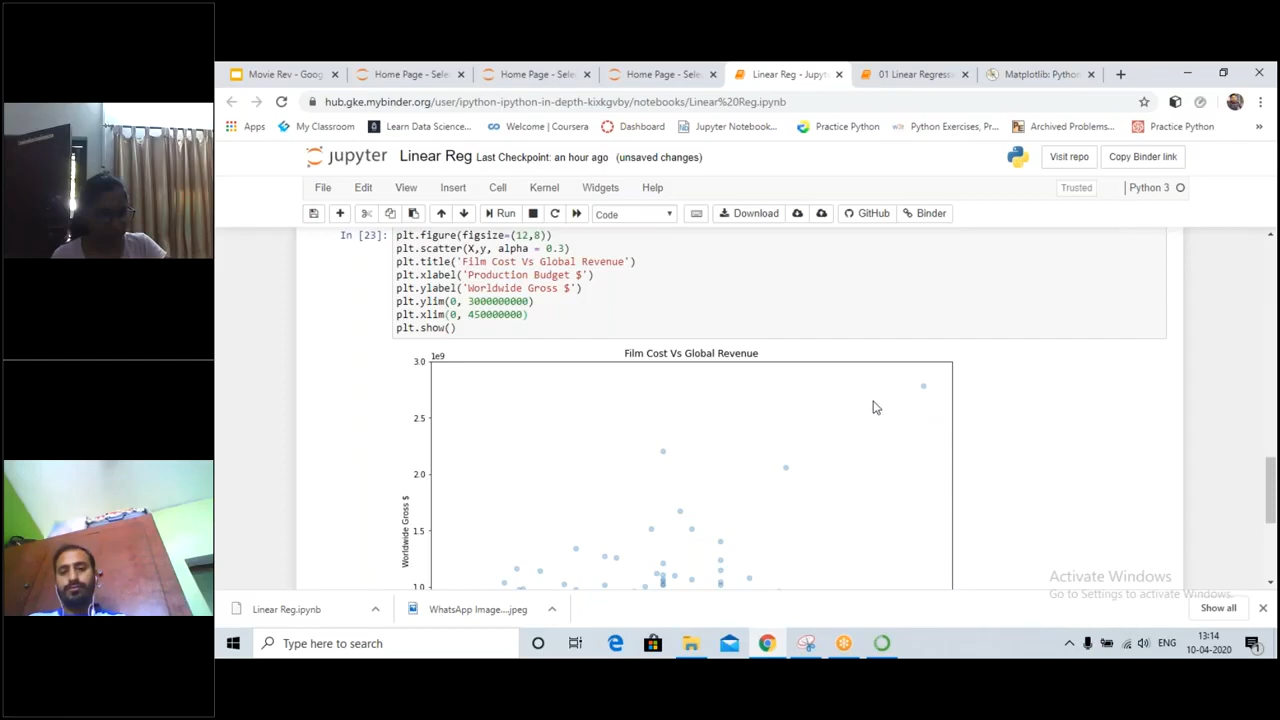 Movie Rev - Goog
Home Page - Sele
Home Page - Sele
Home Page - Sele
Linear Reg - Jupyt
01 Linear Regress
Matplotlib: Python
hub.gke.mybinder.org/user/ipython-ipython-in-depth-kixkgvby/notebooks/Linear%20Reg.ipynb
Apps
My Classroom
Learn Data Science...
Welcome | Coursera
Dashboard
Jupyter Notebook...
Practice Python
Python Exercises, Pr...
Archived Problems...
Practice Python
jupyter Linear Reg Last Checkpoint: an hour ago (unsaved changes)
Visit repo
Copy Binder link
File Edit View Insert Cell Kernel Widgets Help
Trusted
Python 3
Run
Code
Download
GitHub
Binder
In [23]:
plt.figure(figsize=(12,8))
plt.scatter(X,y, alpha = 0.3)
plt.title('Film Cost Vs Global Revenue')
plt.xlabel('Production Budget $')
plt.ylabel('Worldwide Gross $')
plt.ylim(0, 3000000000)
plt.xlim(0, 450000000)
plt.show()
Film Cost Vs Global Revenue
1e9
3.0
2.5
2.0
1.5
1.0
Worldwide Gross $
Activate Windows
Go to Settings to activate Windows.
Linear Reg.ipynb
WhatsApp Image....jpeg
Show all
Type here to search
ENG
13:14
10-04-2020
1